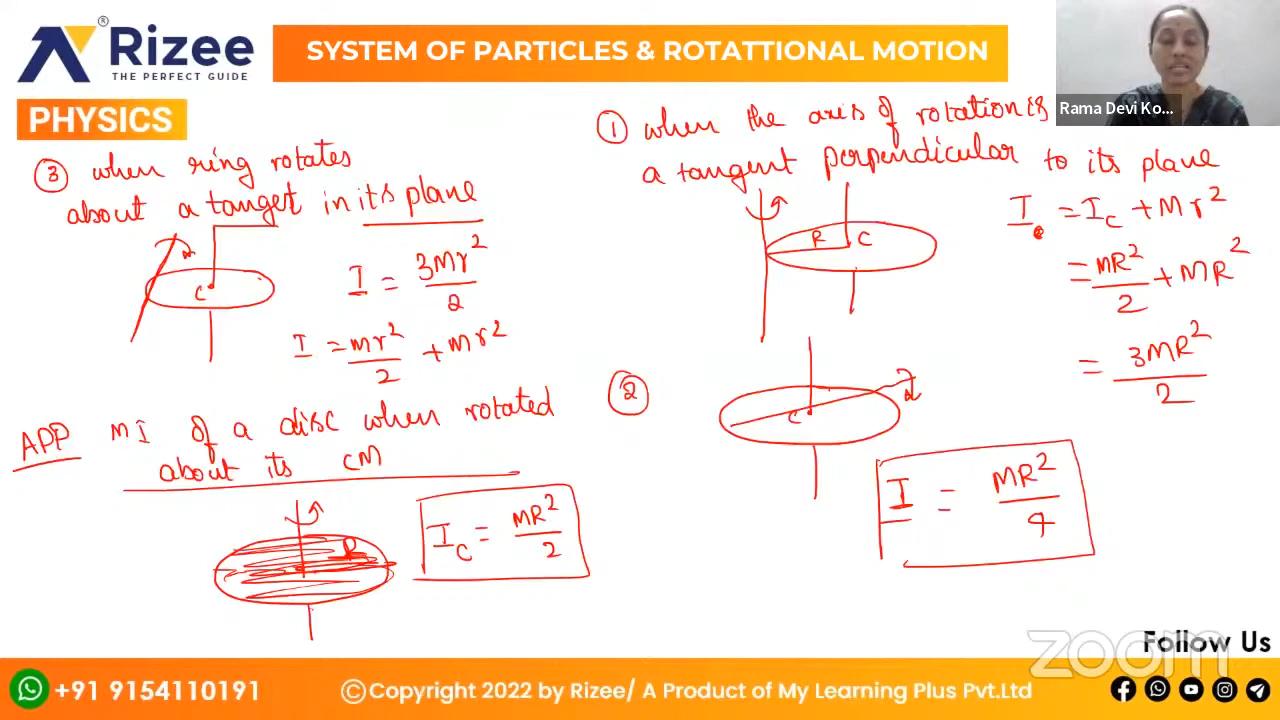 Rizee
®
THE PERFECT GUIDE
SYSTEM OF PARTICLES & ROTATTIONAL MOTION
Rama Devi Ko...
PHYSICS
③ when ring rotates
about a tanget in its plane
C
I = 3Mr²/2
I = mr²/2 + Mr²
APP MI of a disc when rotated
about its CM
R
I_C = MR²/2
① when the axis of rotation is
a tangent perpendicular to its plane
R C
I = I_C + Mr²
= MR²/2 + MR²
= 3MR²/2
②
C
I = MR²/4
zoom
Follow Us
+91 9154110191
©Copyright 2022 by Rizee/ A Product of My Learning Plus Pvt.Ltd